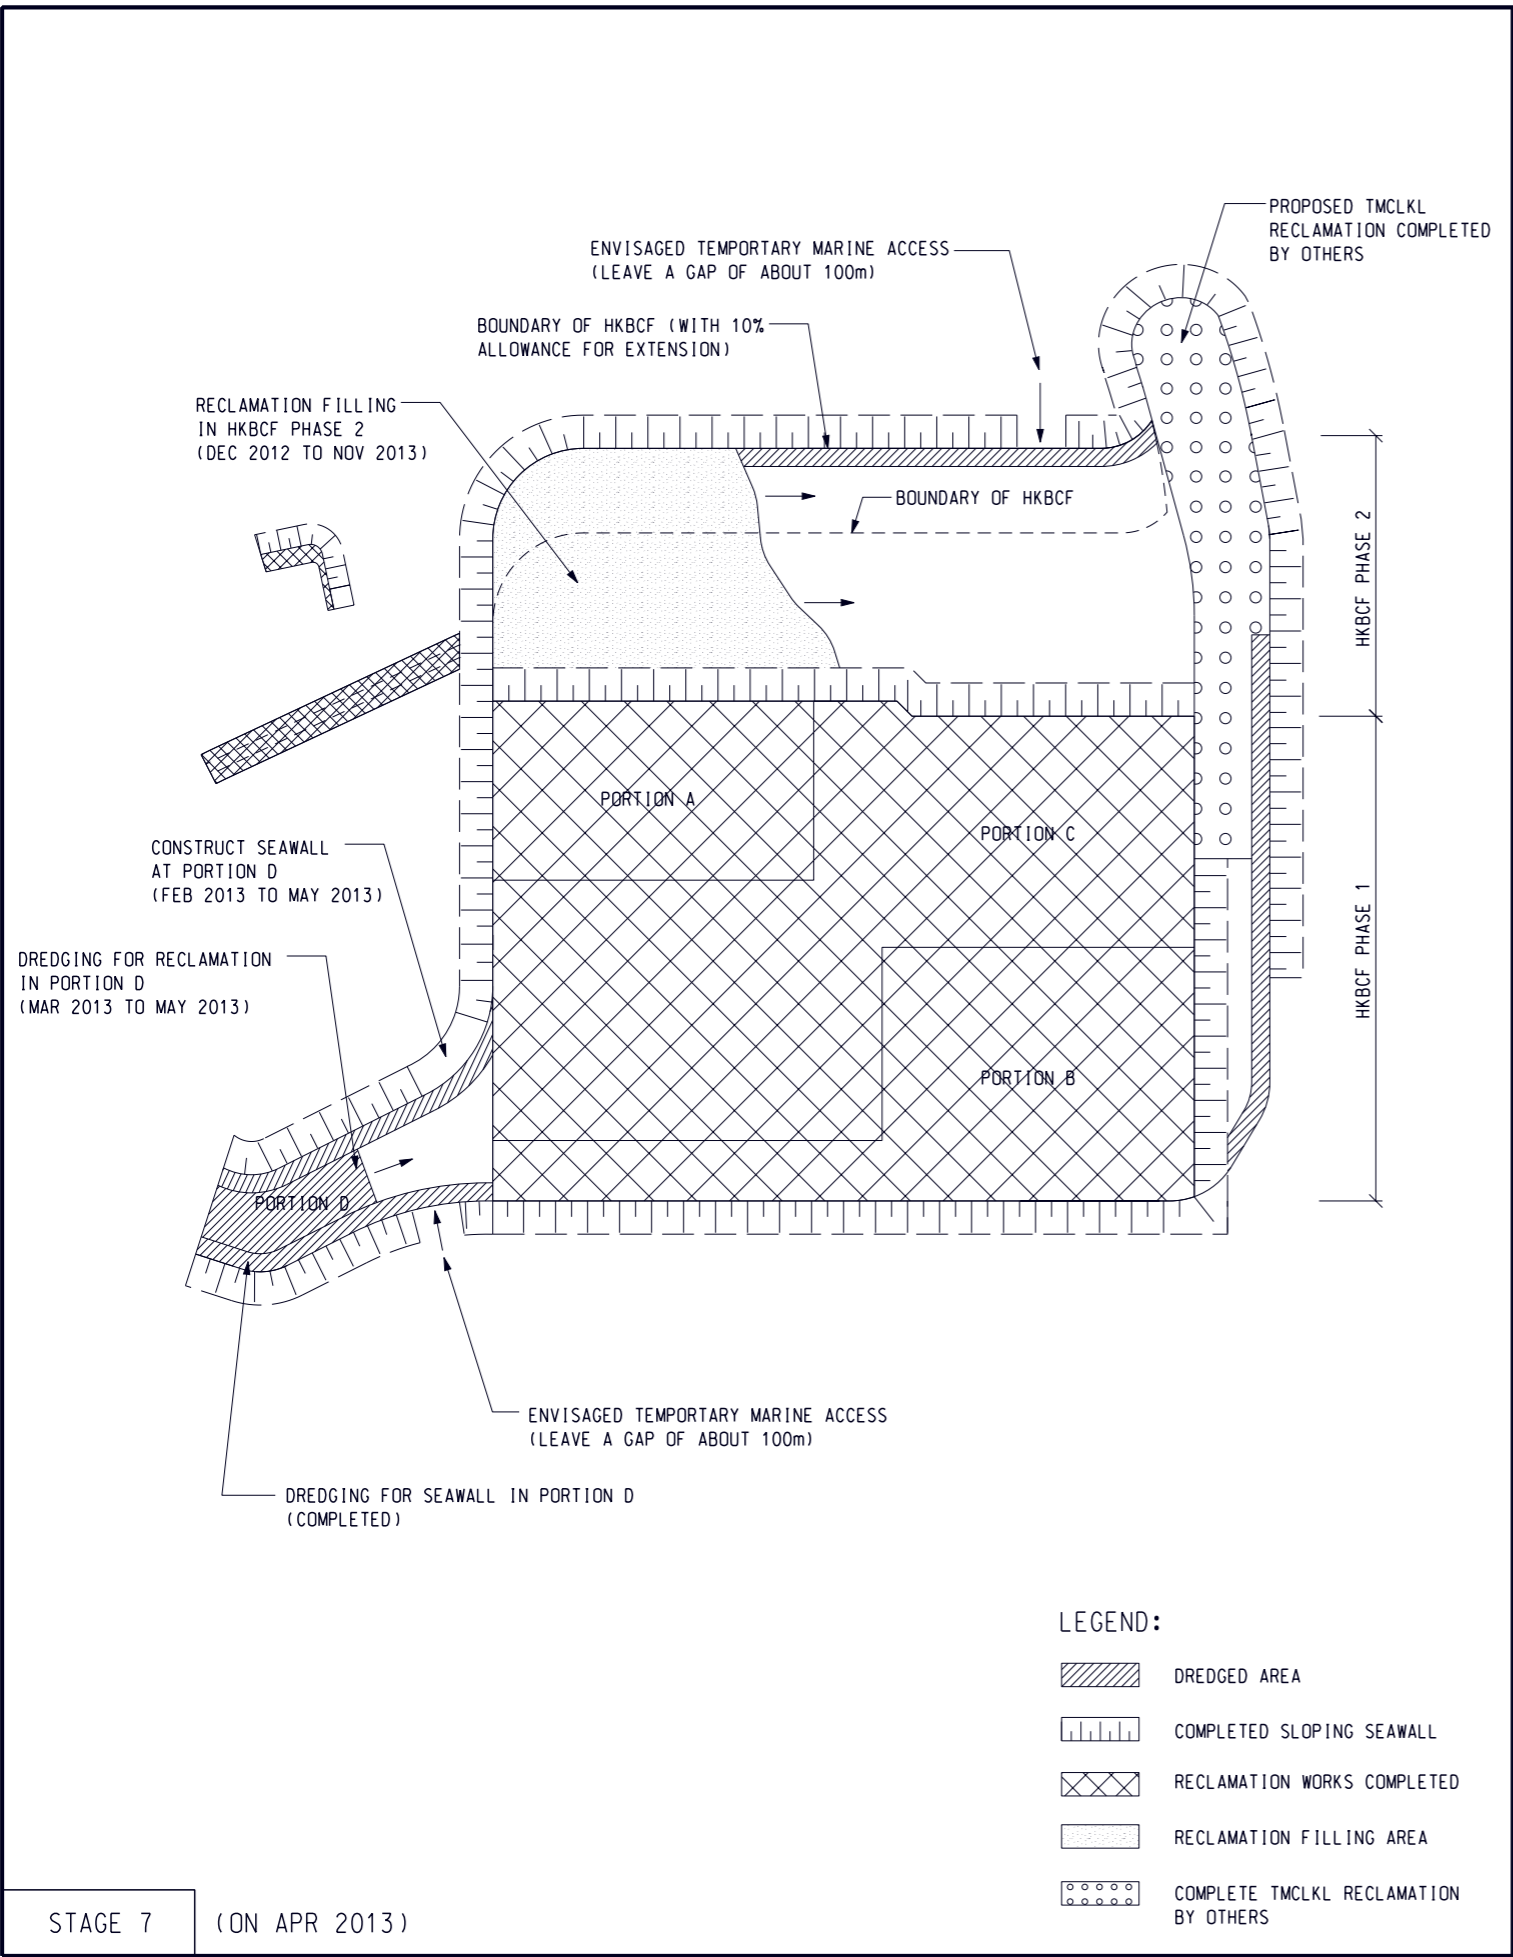 PROPOSED TMCLKL
RECLAMATION COMPLETED
BY OTHERS
ENVISAGED TEMPORTARY MARINE ACCESS
(LEAVE A GAP OF ABOUT 100m)
BOUNDARY OF HKBCF (WITH 10%
ALLOWANCE FOR EXTENSION)
RECLAMATION FILLING
IN HKBCF PHASE 2
(DEC 2012 TO NOV 2013)
BOUNDARY OF HKBCF
HKBCF PHASE 2
PORTION A
PORTION C
CONSTRUCT SEAWALL
AT PORTION D
(FEB 2013 TO MAY 2013)
HKBCF PHASE 1
DREDGING FOR RECLAMATION
IN PORTION D
(MAR 2013 TO MAY 2013)
PORTION B
PORTION D
ENVISAGED TEMPORTARY MARINE ACCESS
(LEAVE A GAP OF ABOUT 100m)
DREDGING FOR SEAWALL IN PORTION D
(COMPLETED)
LEGEND:
DREDGED AREA
COMPLETED SLOPING SEAWALL
RECLAMATION WORKS COMPLETED
RECLAMATION FILLING AREA
COMPLETE TMCLKL RECLAMATION
BY OTHERS
STAGE 7 (ON APR 2013)